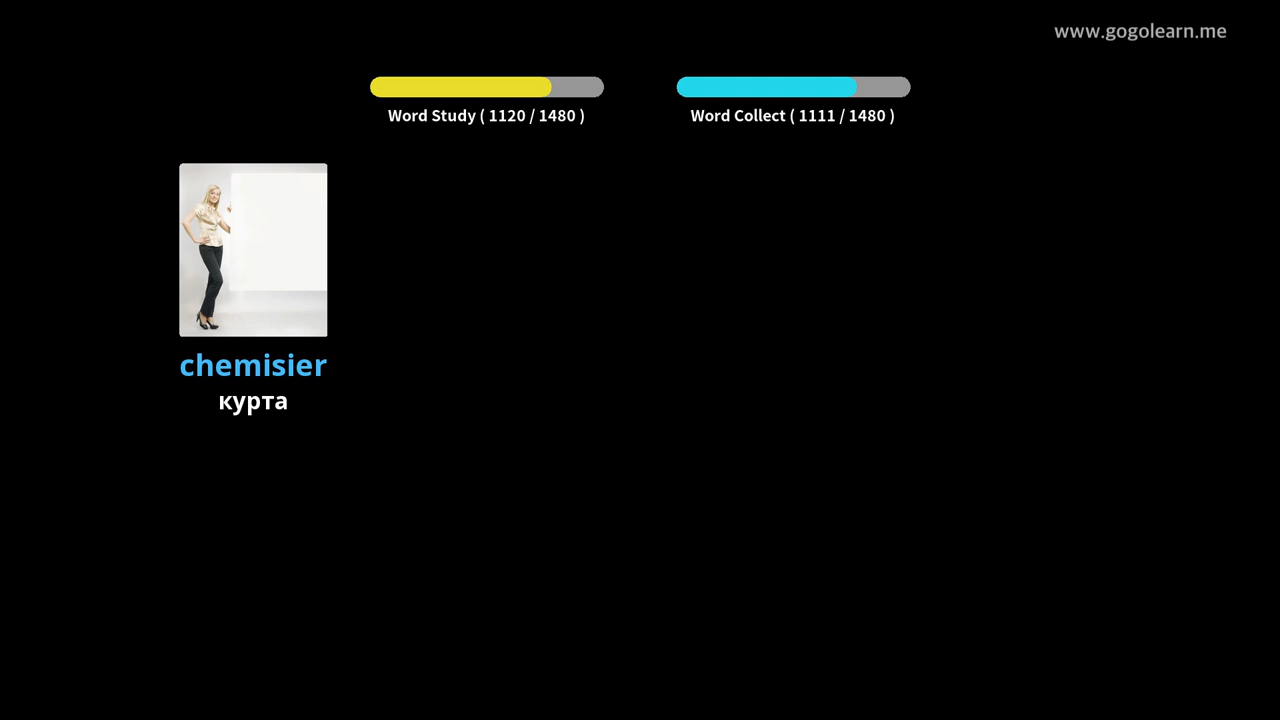 www.gogolearn.me
Word Study ( 1120 / 1480 )
Word Collect ( 1111 / 1480 )
chemisier
курта